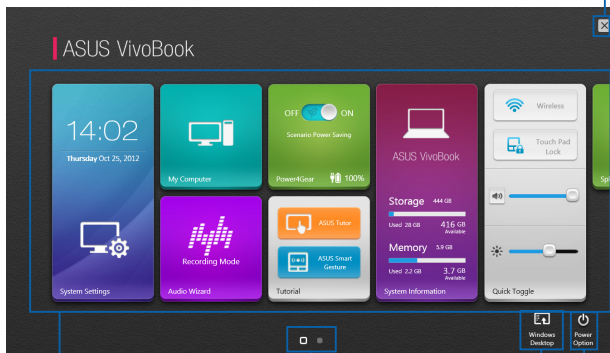 ASUS VivoBook
14:02
Thursday Oct 25, 2012
System Settings
My Computer
Recording Mode
Audio Wizard
OFF ON
Scenario Power Saving
Power4Gear 100%
ASUS Tutor
ASUS Smart
Gesture
Tutorial
ASUS VivoBook
Storage 444 GB
Used 28 GB 416 GB
Available
Memory 5.9 GB
Used 2.2 GB 3.7 GB
Available
System Information
Wireless
Touch Pad
Lock
Quick Toggle
Spl
Windows
Desktop
Power
Option